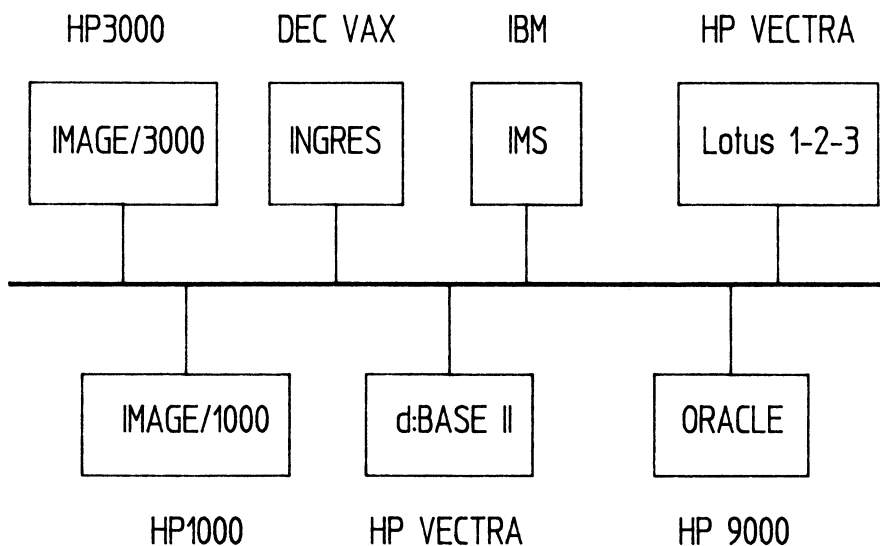 HP3000 DEC VAX IBM HP VECTRA
IMAGE/3000 INGRES IMS Lotus 1-2-3
IMAGE/1000 d:BASE II ORACLE
HP1000 HP VECTRA HP 9000